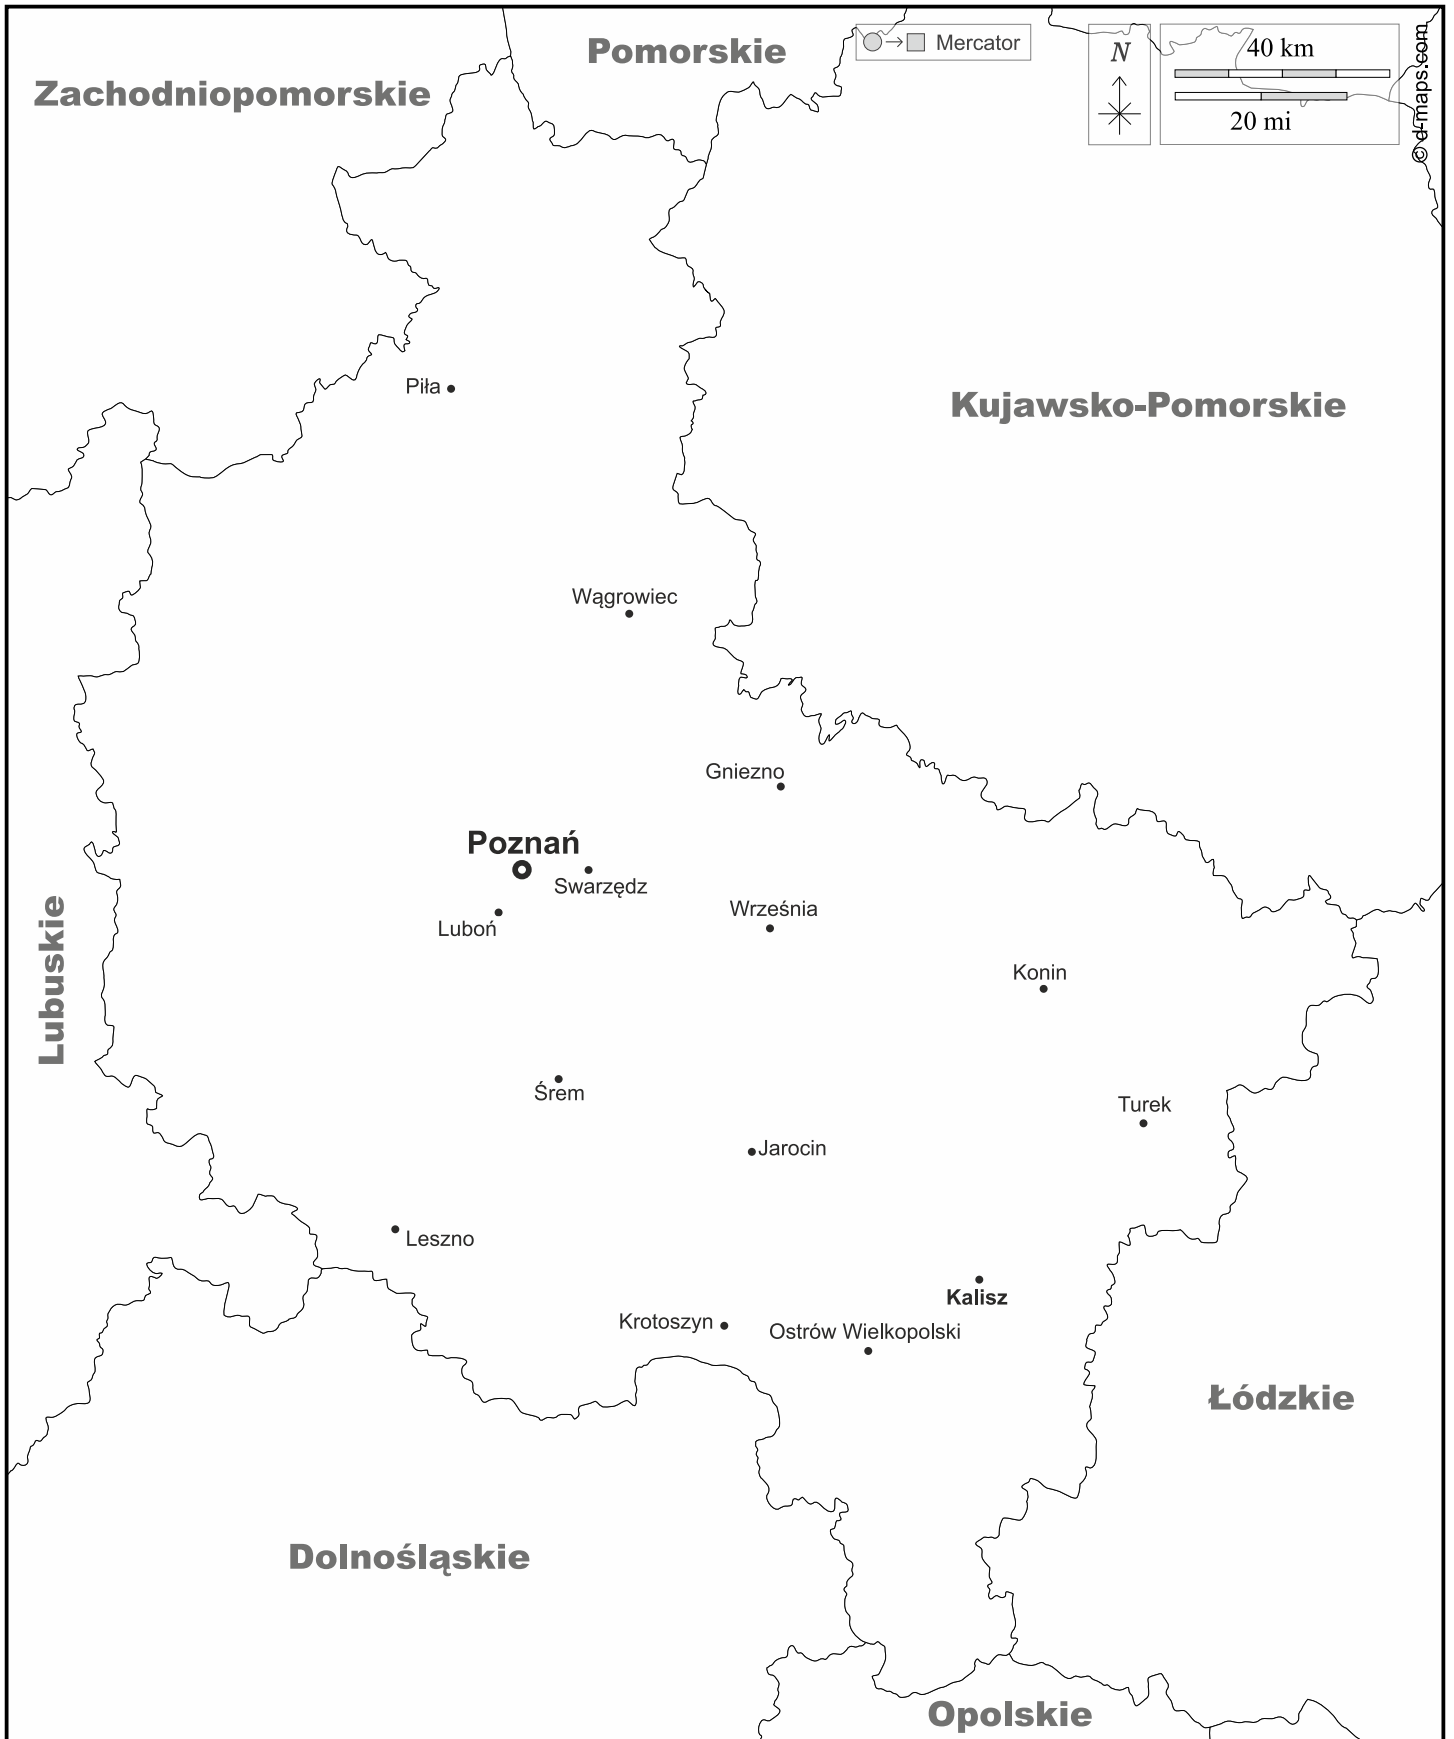 Pomorskie
Mercator
N
40 km
20 mi
© d-maps.com
Zachodniopomorskie
Piła
Kujawsko-Pomorskie
Wągrowiec
Gniezno
Poznań
Swarzędz
Luboń
Września
Lubuskie
Konin
Śrem
Turek
Jarocin
Leszno
Kalisz
Krotoszyn
Ostrów Wielkopolski
Łódzkie
Dolnośląskie
Opolskie